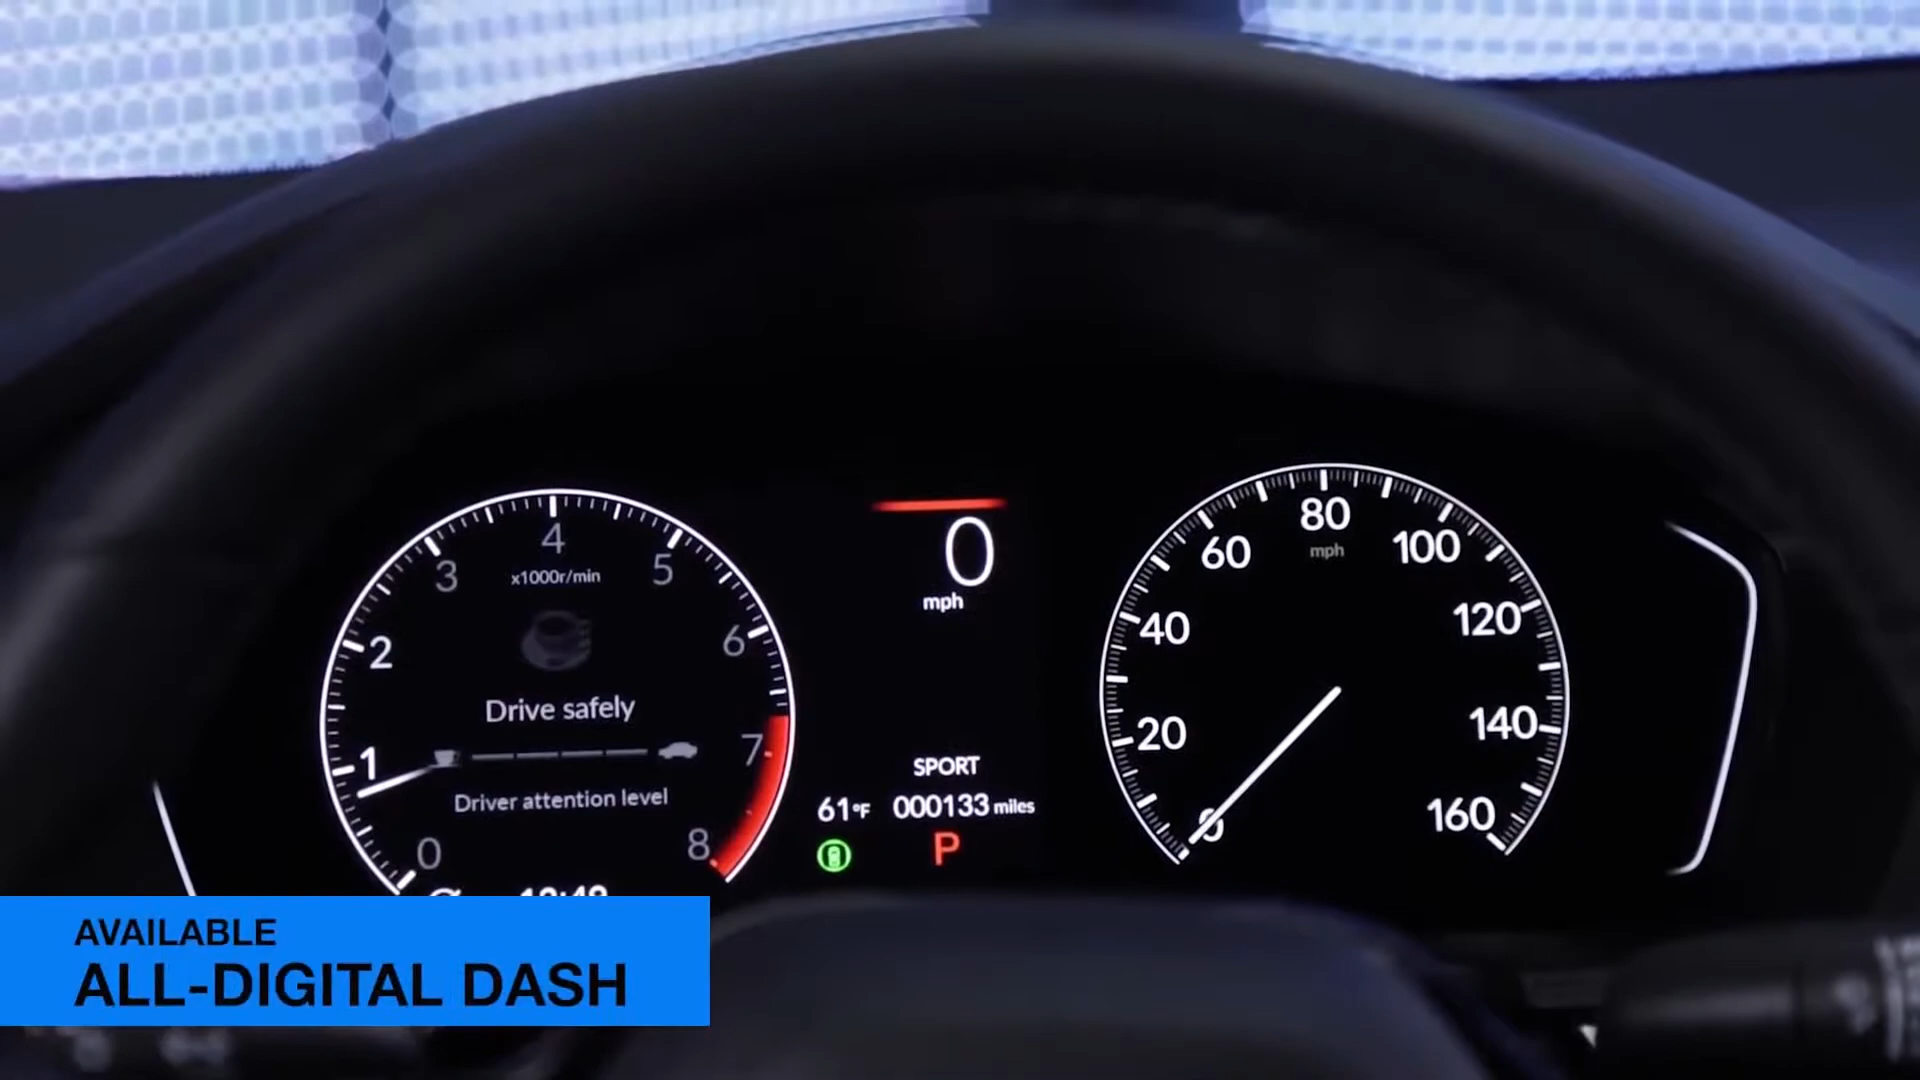 4
3
5
x1000r/min
2
6
Drive safely
1
7
Driver attention level
0
8
0
mph
SPORT
61°F
000133 miles
P
80
mph
60
100
40
120
20
140
0
160
AVAILABLE
ALL-DIGITAL DASH